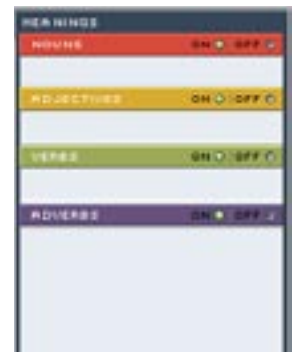 MEANINGS
NOUNS ON OFF
ADJECTIVES ON OFF
VERBS ON OFF
ADVERBS ON OFF